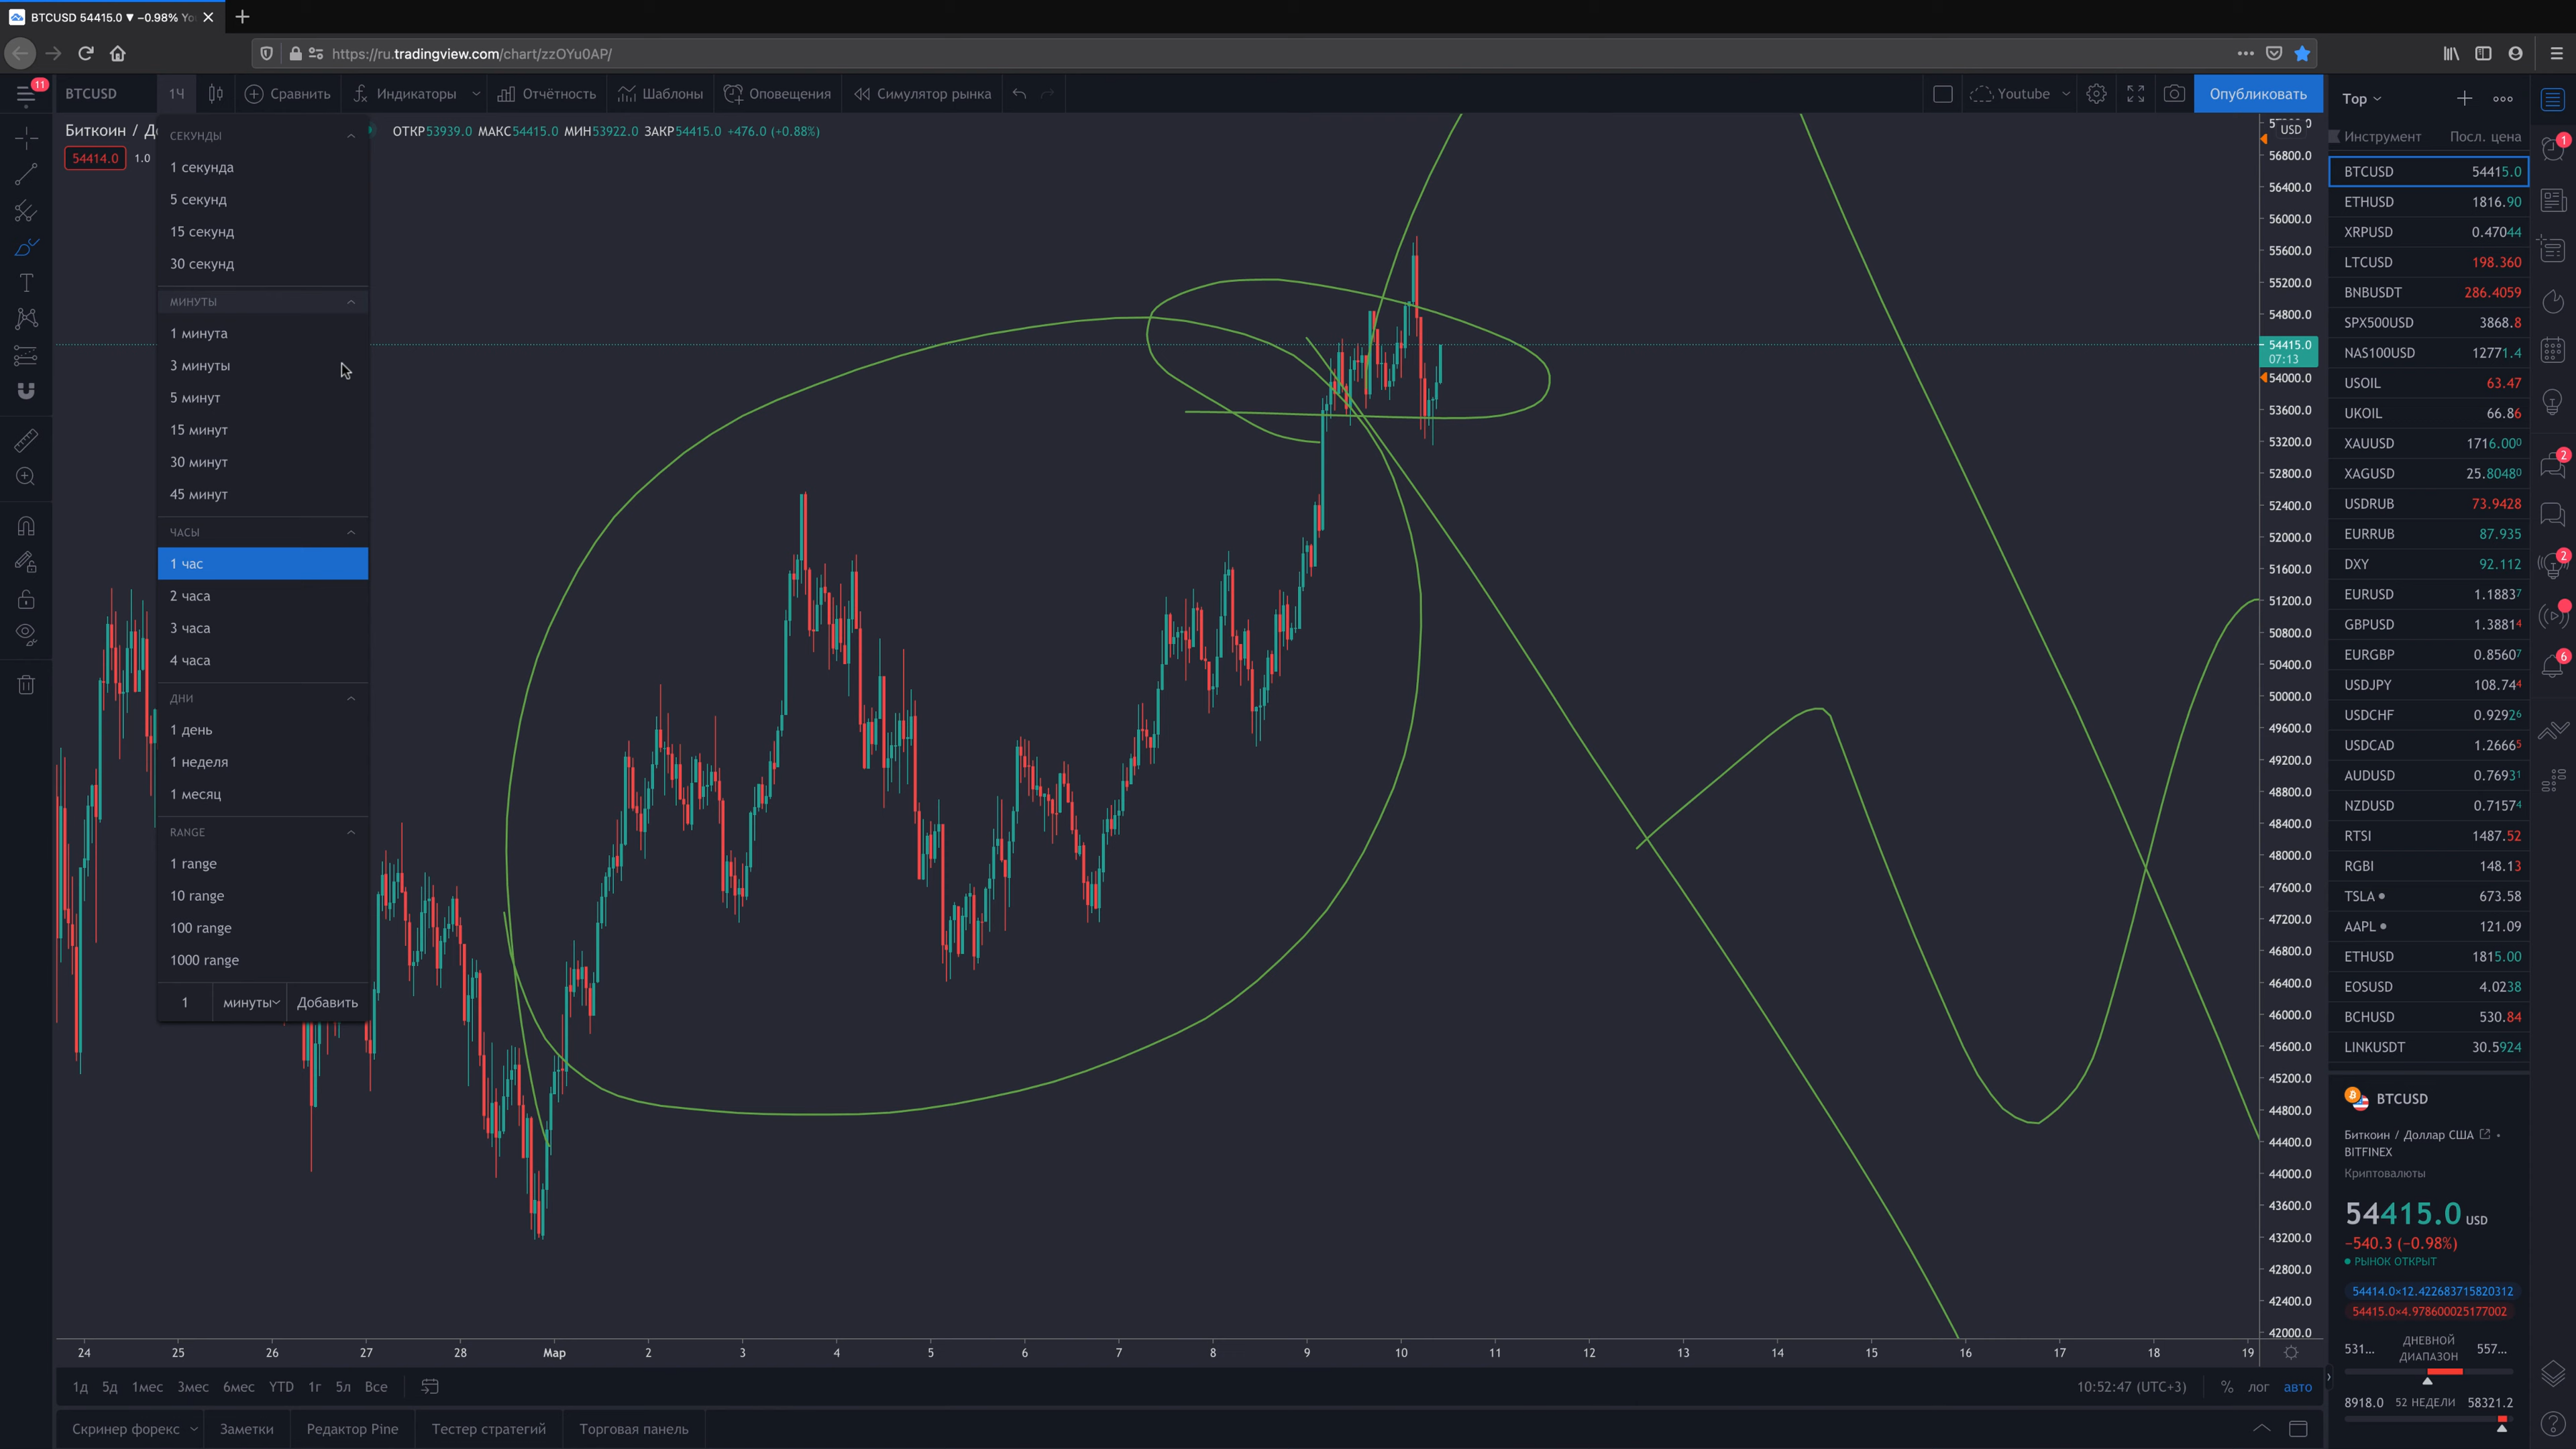 BTCUSD 54415.0 ▼ −0.98% Yo
https://ru.tradingview.com/chart/zzOYu0AP/
11
BTCUSD
1Ч
Сравнить
Индикаторы
Отчётность
Шаблоны
Оповещения
Симулятор рынка
Youtube
Опубликовать
Биткоин / Д
ОТКР53939.0 МАКС54415.0 МИН53922.0 ЗАКР54415.0 +476.0 (+0.88%)
54414.0
1.0
СЕКУНДЫ
1 секунда
5 секунд
15 секунд
30 секунд
МИНУТЫ
1 минута
3 минуты
5 минут
15 минут
30 минут
45 минут
ЧАСЫ
1 час
2 часа
3 часа
4 часа
ДНИ
1 день
1 неделя
1 месяц
RANGE
1 range
10 range
100 range
1000 range
1
минуты
Добавить
USD
56800.0
56400.0
56000.0
55600.0
55200.0
54800.0
54415.0
07:13
54000.0
53600.0
53200.0
52800.0
52400.0
52000.0
51600.0
51200.0
50800.0
50400.0
50000.0
49600.0
49200.0
48800.0
48400.0
48000.0
47600.0
47200.0
46800.0
46400.0
46000.0
45600.0
45200.0
44800.0
44400.0
44000.0
43600.0
43200.0
42800.0
42400.0
42000.0
24 25 26 27 28 Мар 2 3 4 5 6 7 8 9 10 11 12 13 14 15 16 17 18 19
1д 5д 1мес 3мес 6мес YTD 1г 5л Все
10:52:47 (UTC+3)
% лог авто
Скринер форекс
Заметки
Редактор Pine
Тестер стратегий
Торговая панель
Top
Инструмент Посл. цена
BTCUSD 54415.0
ETHUSD 1816.90
XRPUSD 0.47044
LTCUSD 198.360
BNBUSDT 286.4059
SPX500USD 3868.8
NAS100USD 12771.4
USOIL 63.47
UKOIL 66.86
XAUUSD 1716.000
XAGUSD 25.80480
USDRUB 73.9428
EURRUB 87.935
DXY 92.112
EURUSD 1.18837
GBPUSD 1.38814
EURGBP 0.85607
USDJPY 108.744
USDCHF 0.92926
USDCAD 1.26665
AUDUSD 0.76931
NZDUSD 0.71574
RTSI 1487.52
RGBI 148.13
TSLA 673.58
AAPL 121.09
ETHUSD 1815.00
EOSUSD 4.0238
BCHUSD 530.84
LINKUSDT 30.5924
BTCUSD
Биткоин / Доллар США
BITFINEX
Криптовалюты
54415.0 USD
−540.3 (−0.98%)
РЫНОК ОТКРЫТ
54414.0×12.422683715820312
54415.0×4.978600025177002
531... ДНЕВНОЙ ДИАПАЗОН 557...
8918.0 52 НЕДЕЛИ 58321.2
1
2
2
6